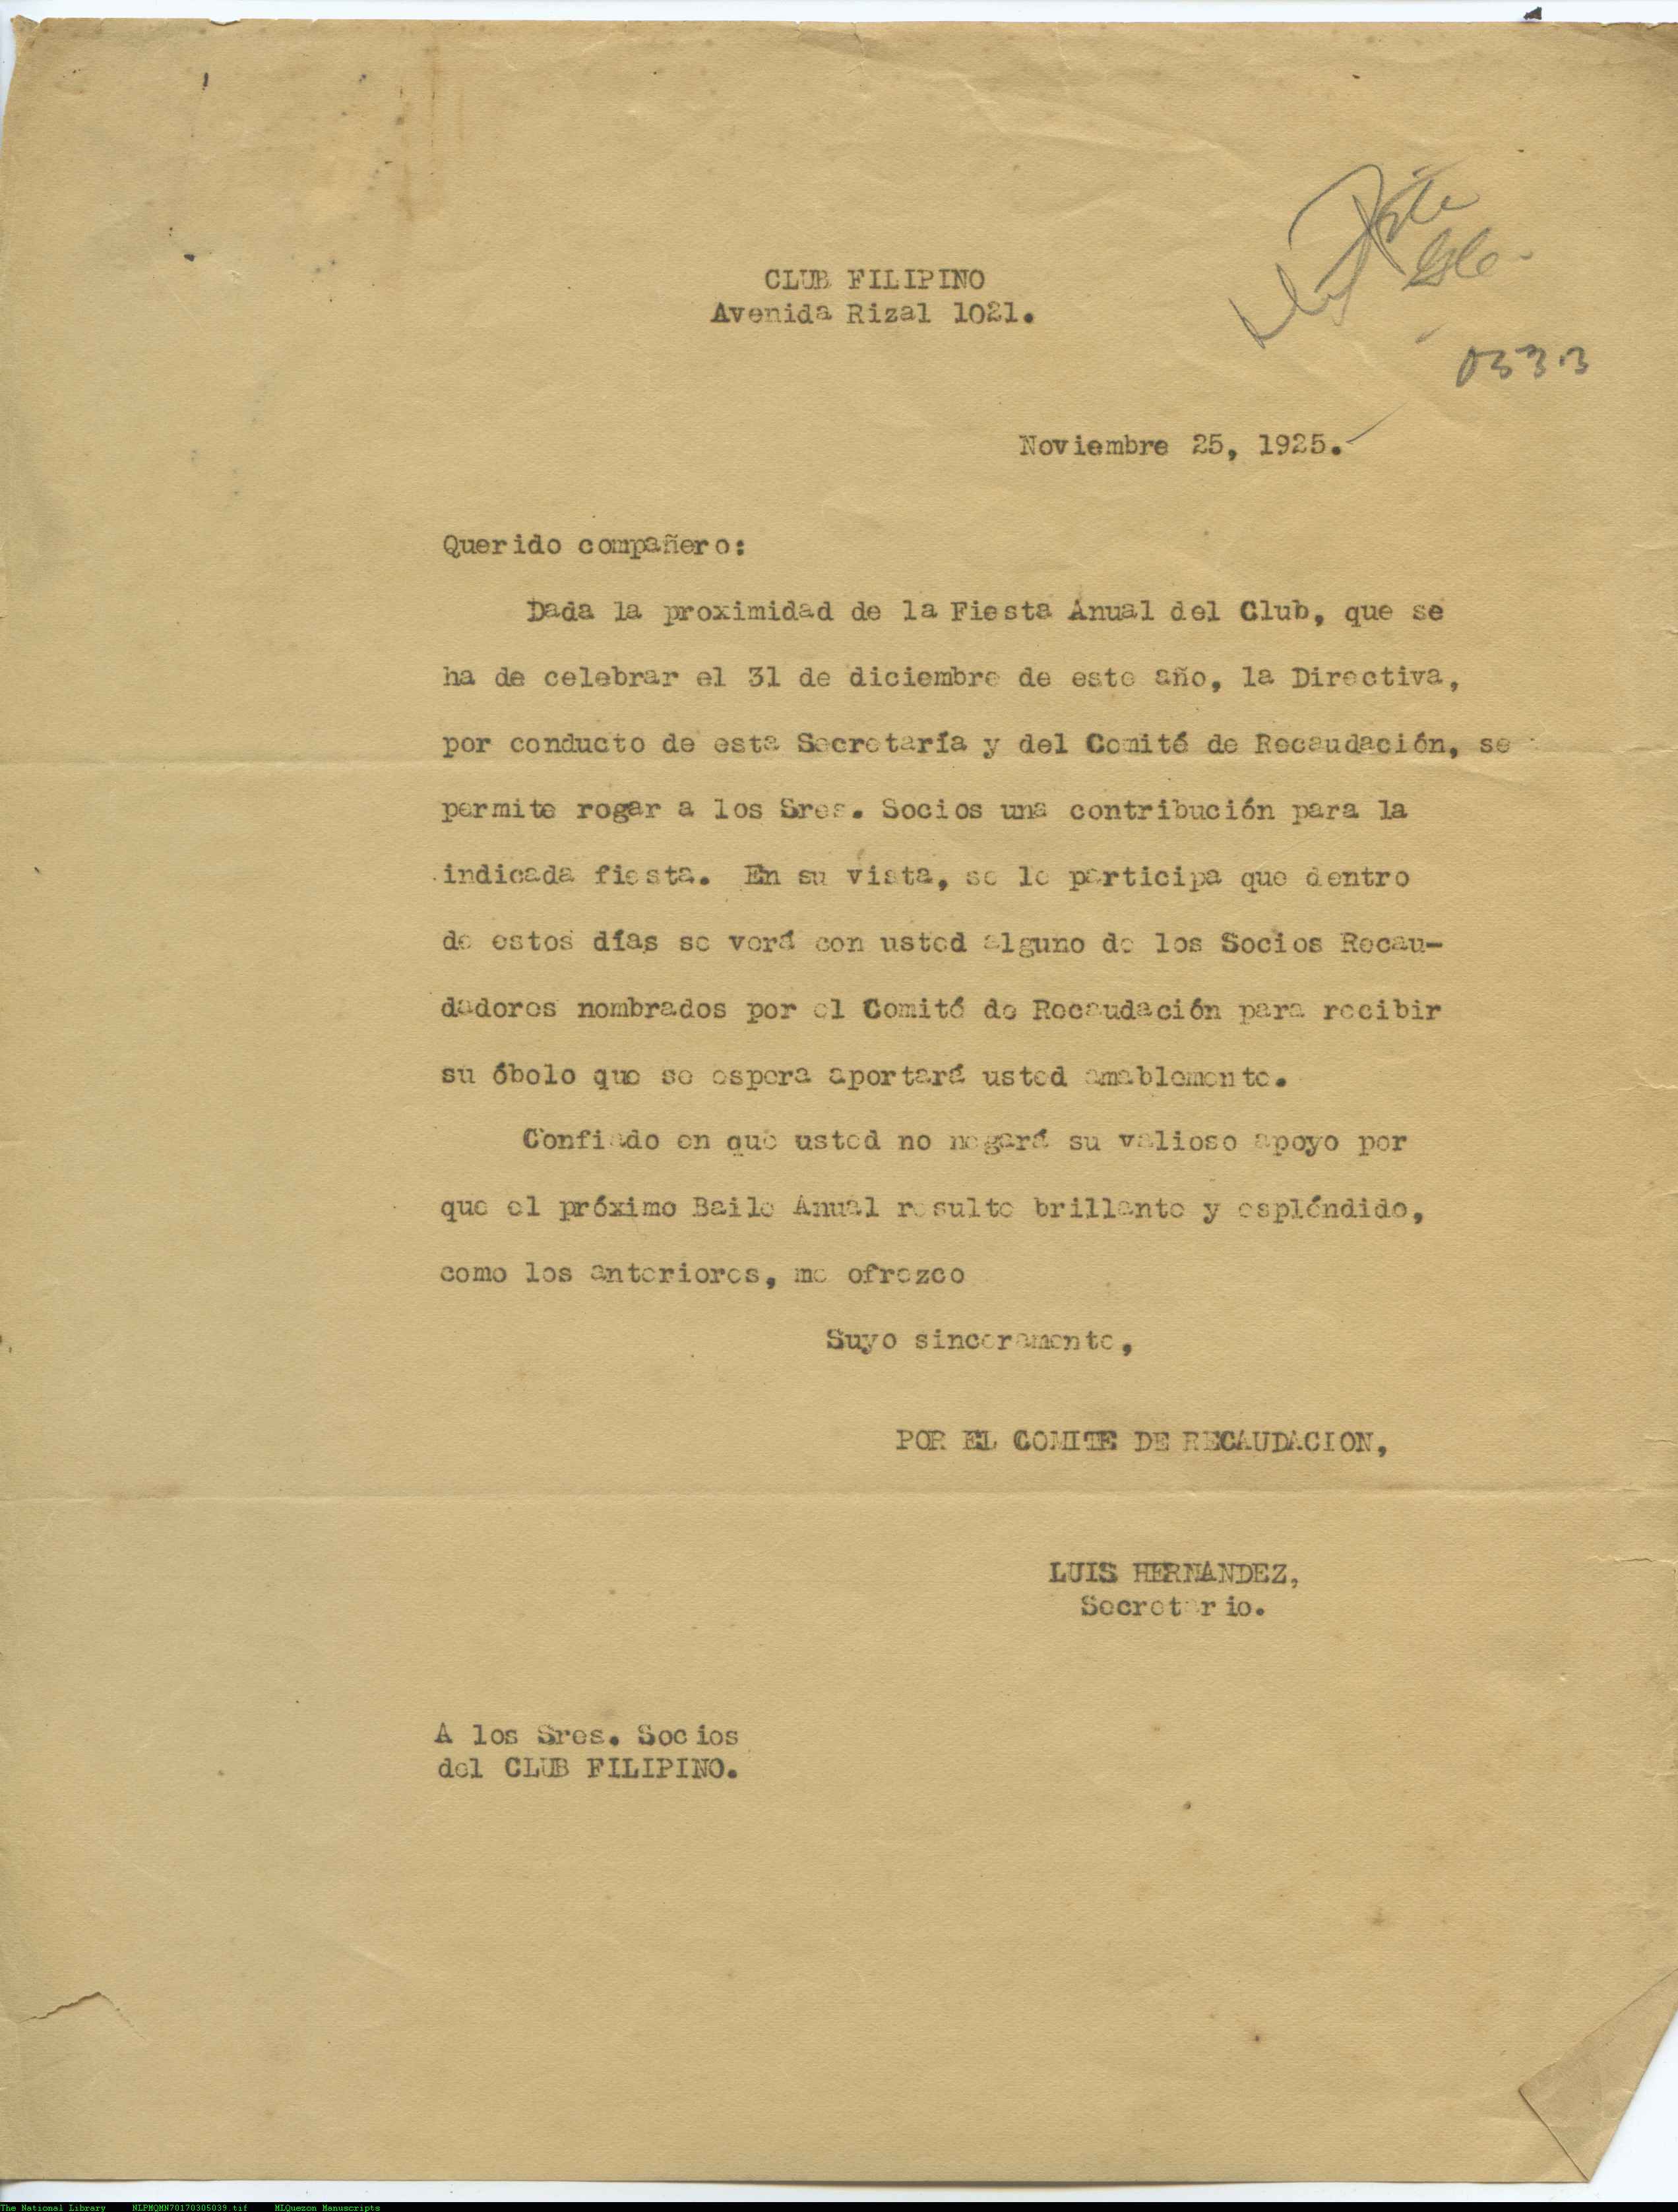 CLUB FILIPINO
Avenida Rizal 1021.
0333
Noviembre 25, 1925.
Querido compañero:
Dada la proximidad de la Fiesta Anual del Club, que se
ha de celebrar el 31 de diciembre de este año, la Directiva,
por conducto de esta Secretaría y del Comité de Recaudación, se
permite rogar a los Sres. Socios una contribución para la
indicada fiesta. En su vista, se le participa que dentro
de estos días se verá con usted alguno de los Socios Recau-
dadores nombrados por el Comité de Recaudación para recibir
su óbolo que se espera aportará usted amablemente.
Confiado en que usted no negará su valioso apoyo por
que el próximo Baile Anual resulte brillante y espléndido,
como los anteriores, me ofrezco
Suyo sinceramente,
POR EL COMITE DE RECAUDACION,
LUIS HERNANDEZ,
Secretario.
A los Sres. Socios
del CLUB FILIPINO.
The National Library NLPMQMN70170305039.tif MLQuezon Manuscripts